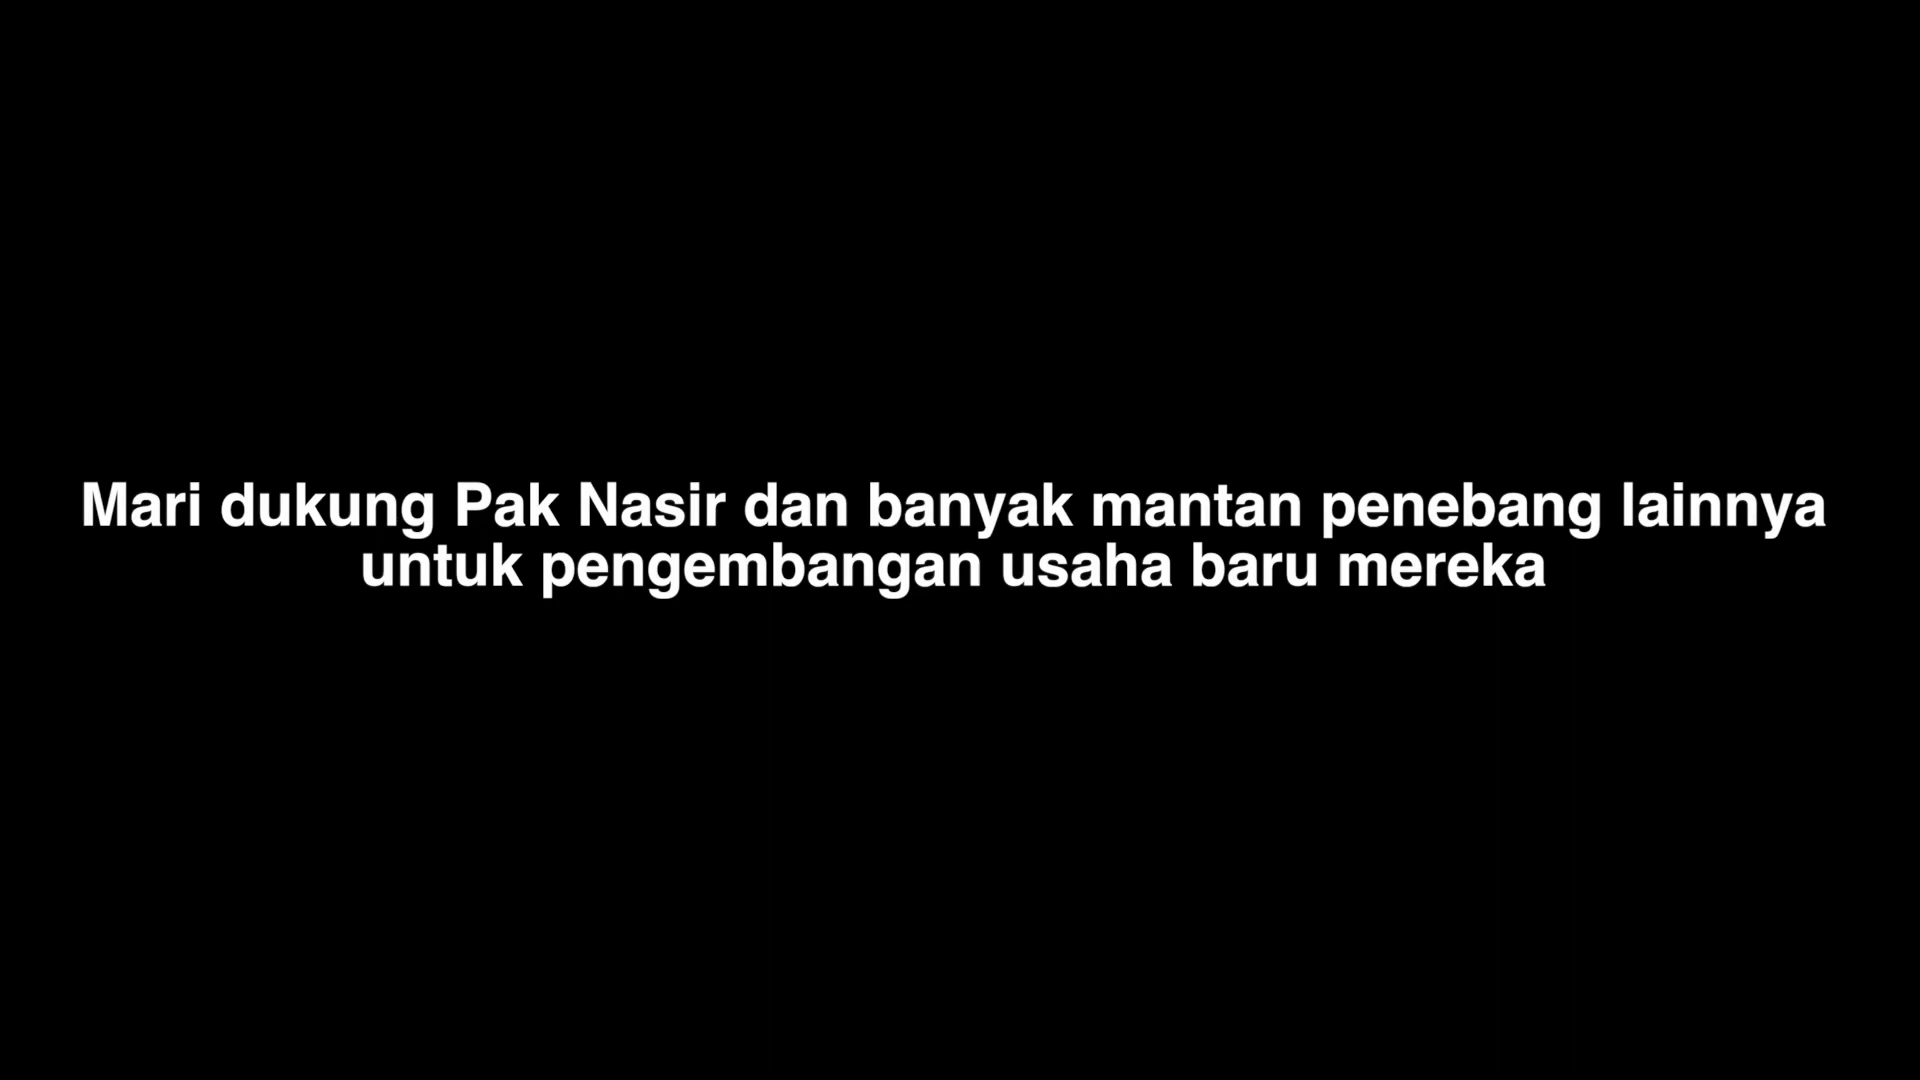 Mari dukung Pak Nasir dan banyak mantan penebang lainnya
untuk pengembangan usaha baru mereka